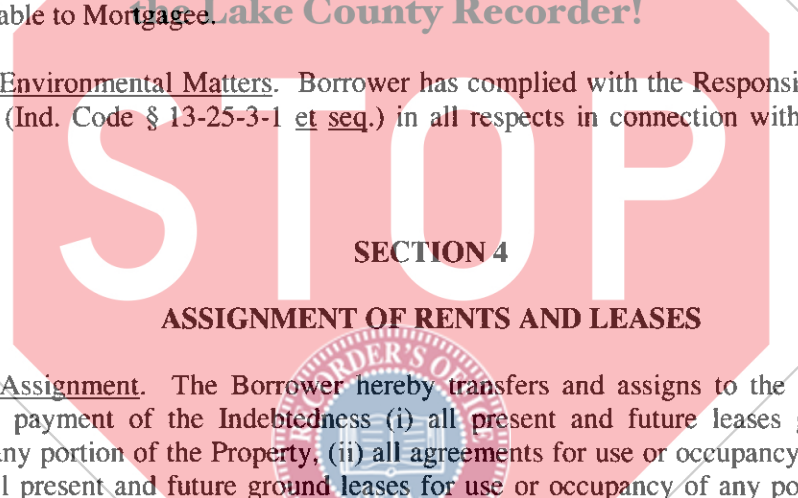 the Lake County Recorder!
able to Mortgagee.
Environmental Matters. Borrower has complied with the Responsi
(Ind. Code § 13-25-3-1 et seq.) in all respects in connection with
STOP
SECTION 4
ASSIGNMENT OF RENTS AND LEASES
RECORDER'S OFFICE
Assignment. The Borrower hereby transfers and assigns to the
payment of the Indebtedness (i) all present and future leases
ny portion of the Property, (ii) all agreements for use or occupancy
l present and future ground leases for use or occupancy of any po